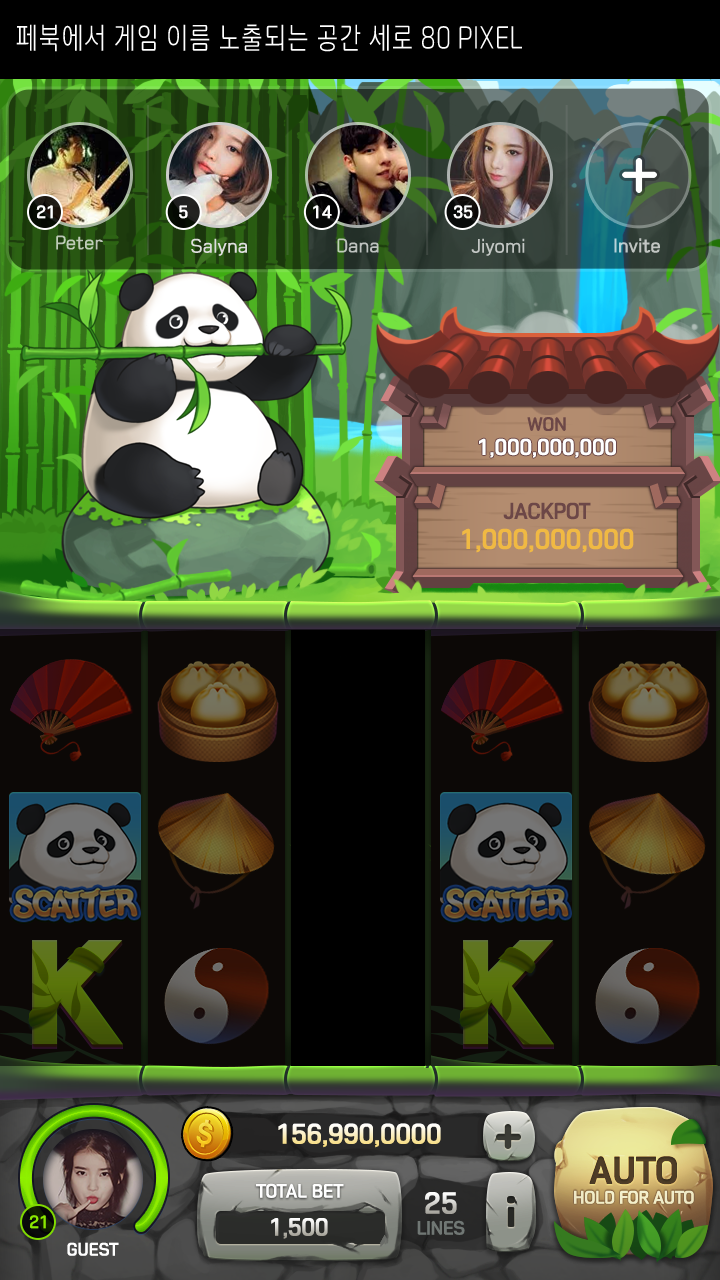 페북에서 게임 이름 노출되는 공간 세로 80 PIXEL
21
5
14
35
Peter
Salyna
Dana
Jiyomi
Invite
WON
1,000,000,000
JACKPOT
1,000,000,000
SCATTER
SCATTER
K
K
156,990,0000
TOTAL BET
1,500
25
LINES
i
AUTO
HOLD FOR AUTO
21
GUEST